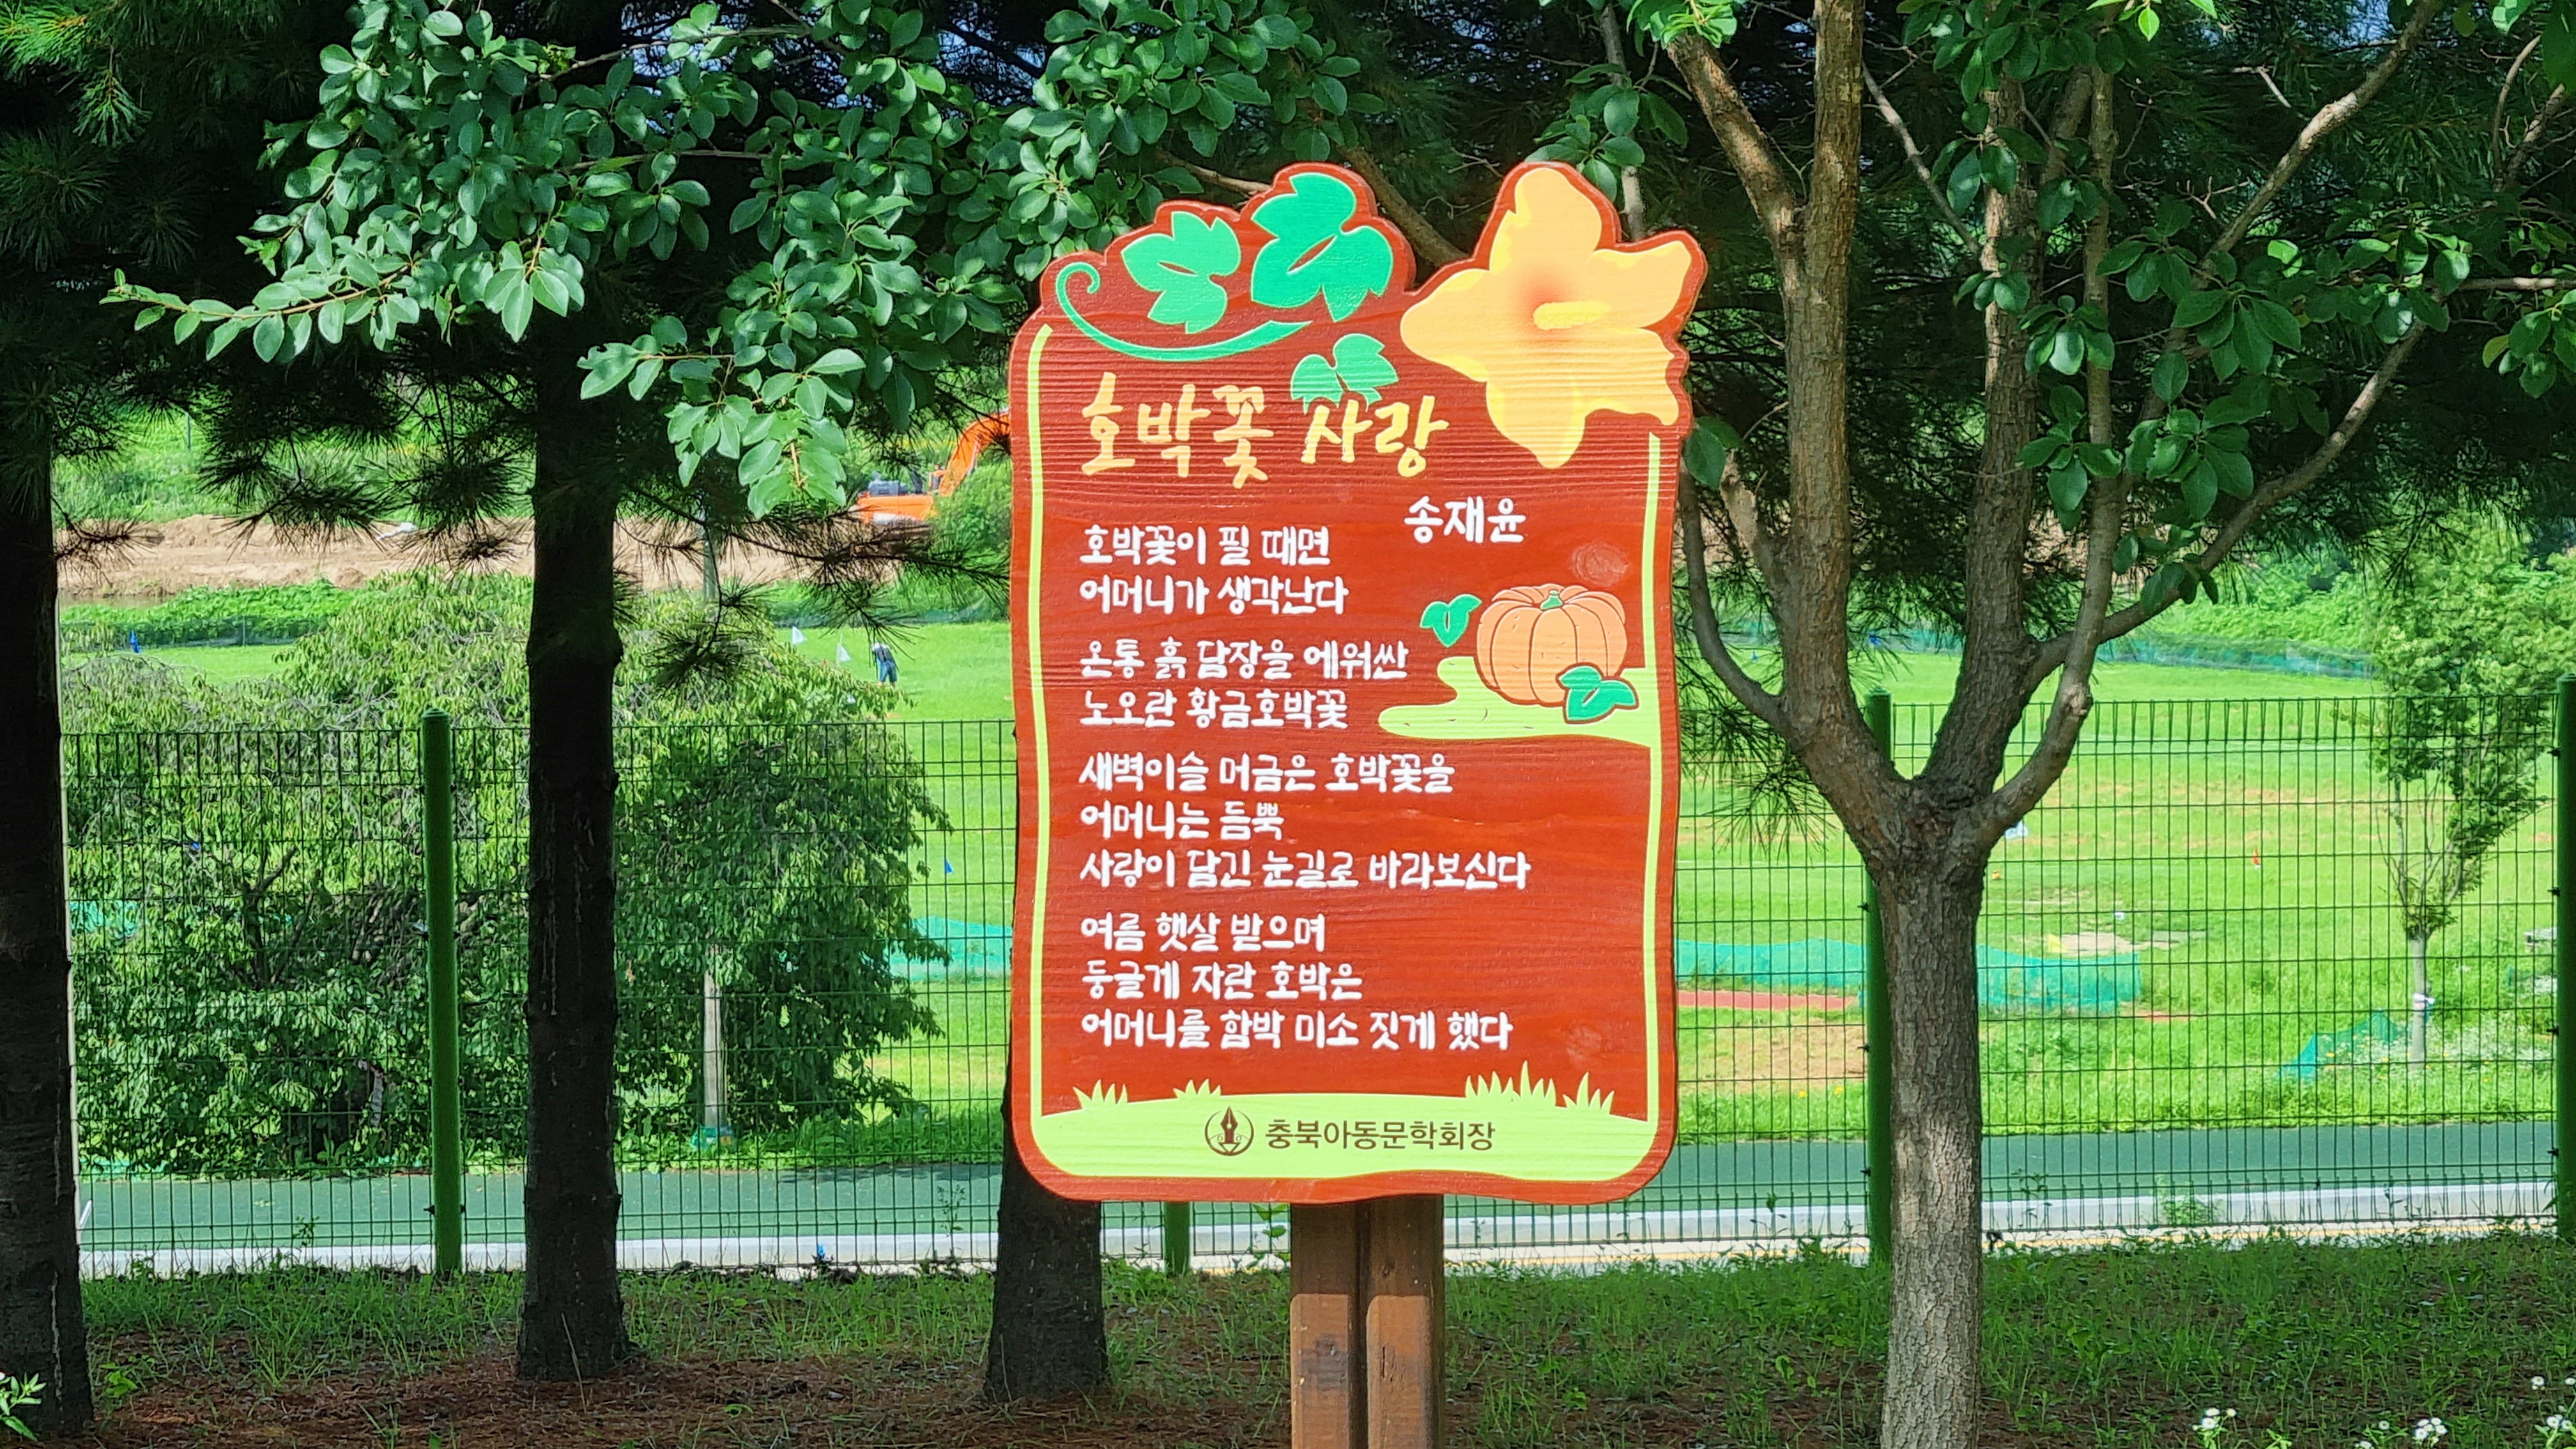 호박꽃 사랑
송재윤
호박꽃이 필 때면
어머니가 생각난다
온통 흙 담장을 에워싼
노오란 황금호박꽃
새벽이슬 머금은 호박꽃을
어머니는 듬뿍
사랑이 담긴 눈길로 바라보신다
여름 햇살 받으며
둥글게 자란 호박은
어머니를 함박 미소 짓게 했다
충북아동문학회장